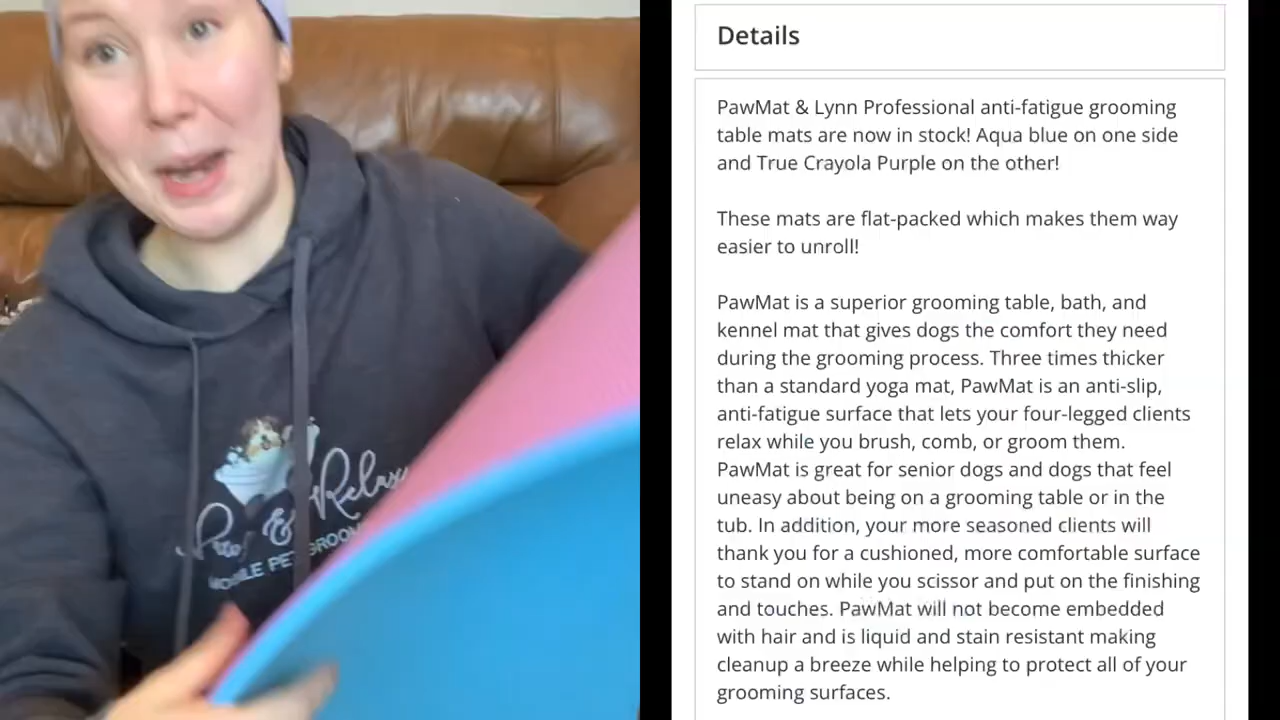 Details
PawMat & Lynn Professional anti-fatigue grooming
table mats are now in stock! Aqua blue on one side
and True Crayola Purple on the other!
These mats are flat-packed which makes them way
easier to unroll!
PawMat is a superior grooming table, bath, and
kennel mat that gives dogs the comfort they need
during the grooming process. Three times thicker
than a standard yoga mat, PawMat is an anti-slip,
anti-fatigue surface that lets your four-legged clients
relax while you brush, comb, or groom them.
PawMat is great for senior dogs and dogs that feel
uneasy about being on a grooming table or in the
tub. In addition, your more seasoned clients will
thank you for a cushioned, more comfortable surface
to stand on while you scissor and put on the finishing
and touches. PawMat will not become embedded
with hair and is liquid and stain resistant making
cleanup a breeze while helping to protect all of your
grooming surfaces.
& Relax